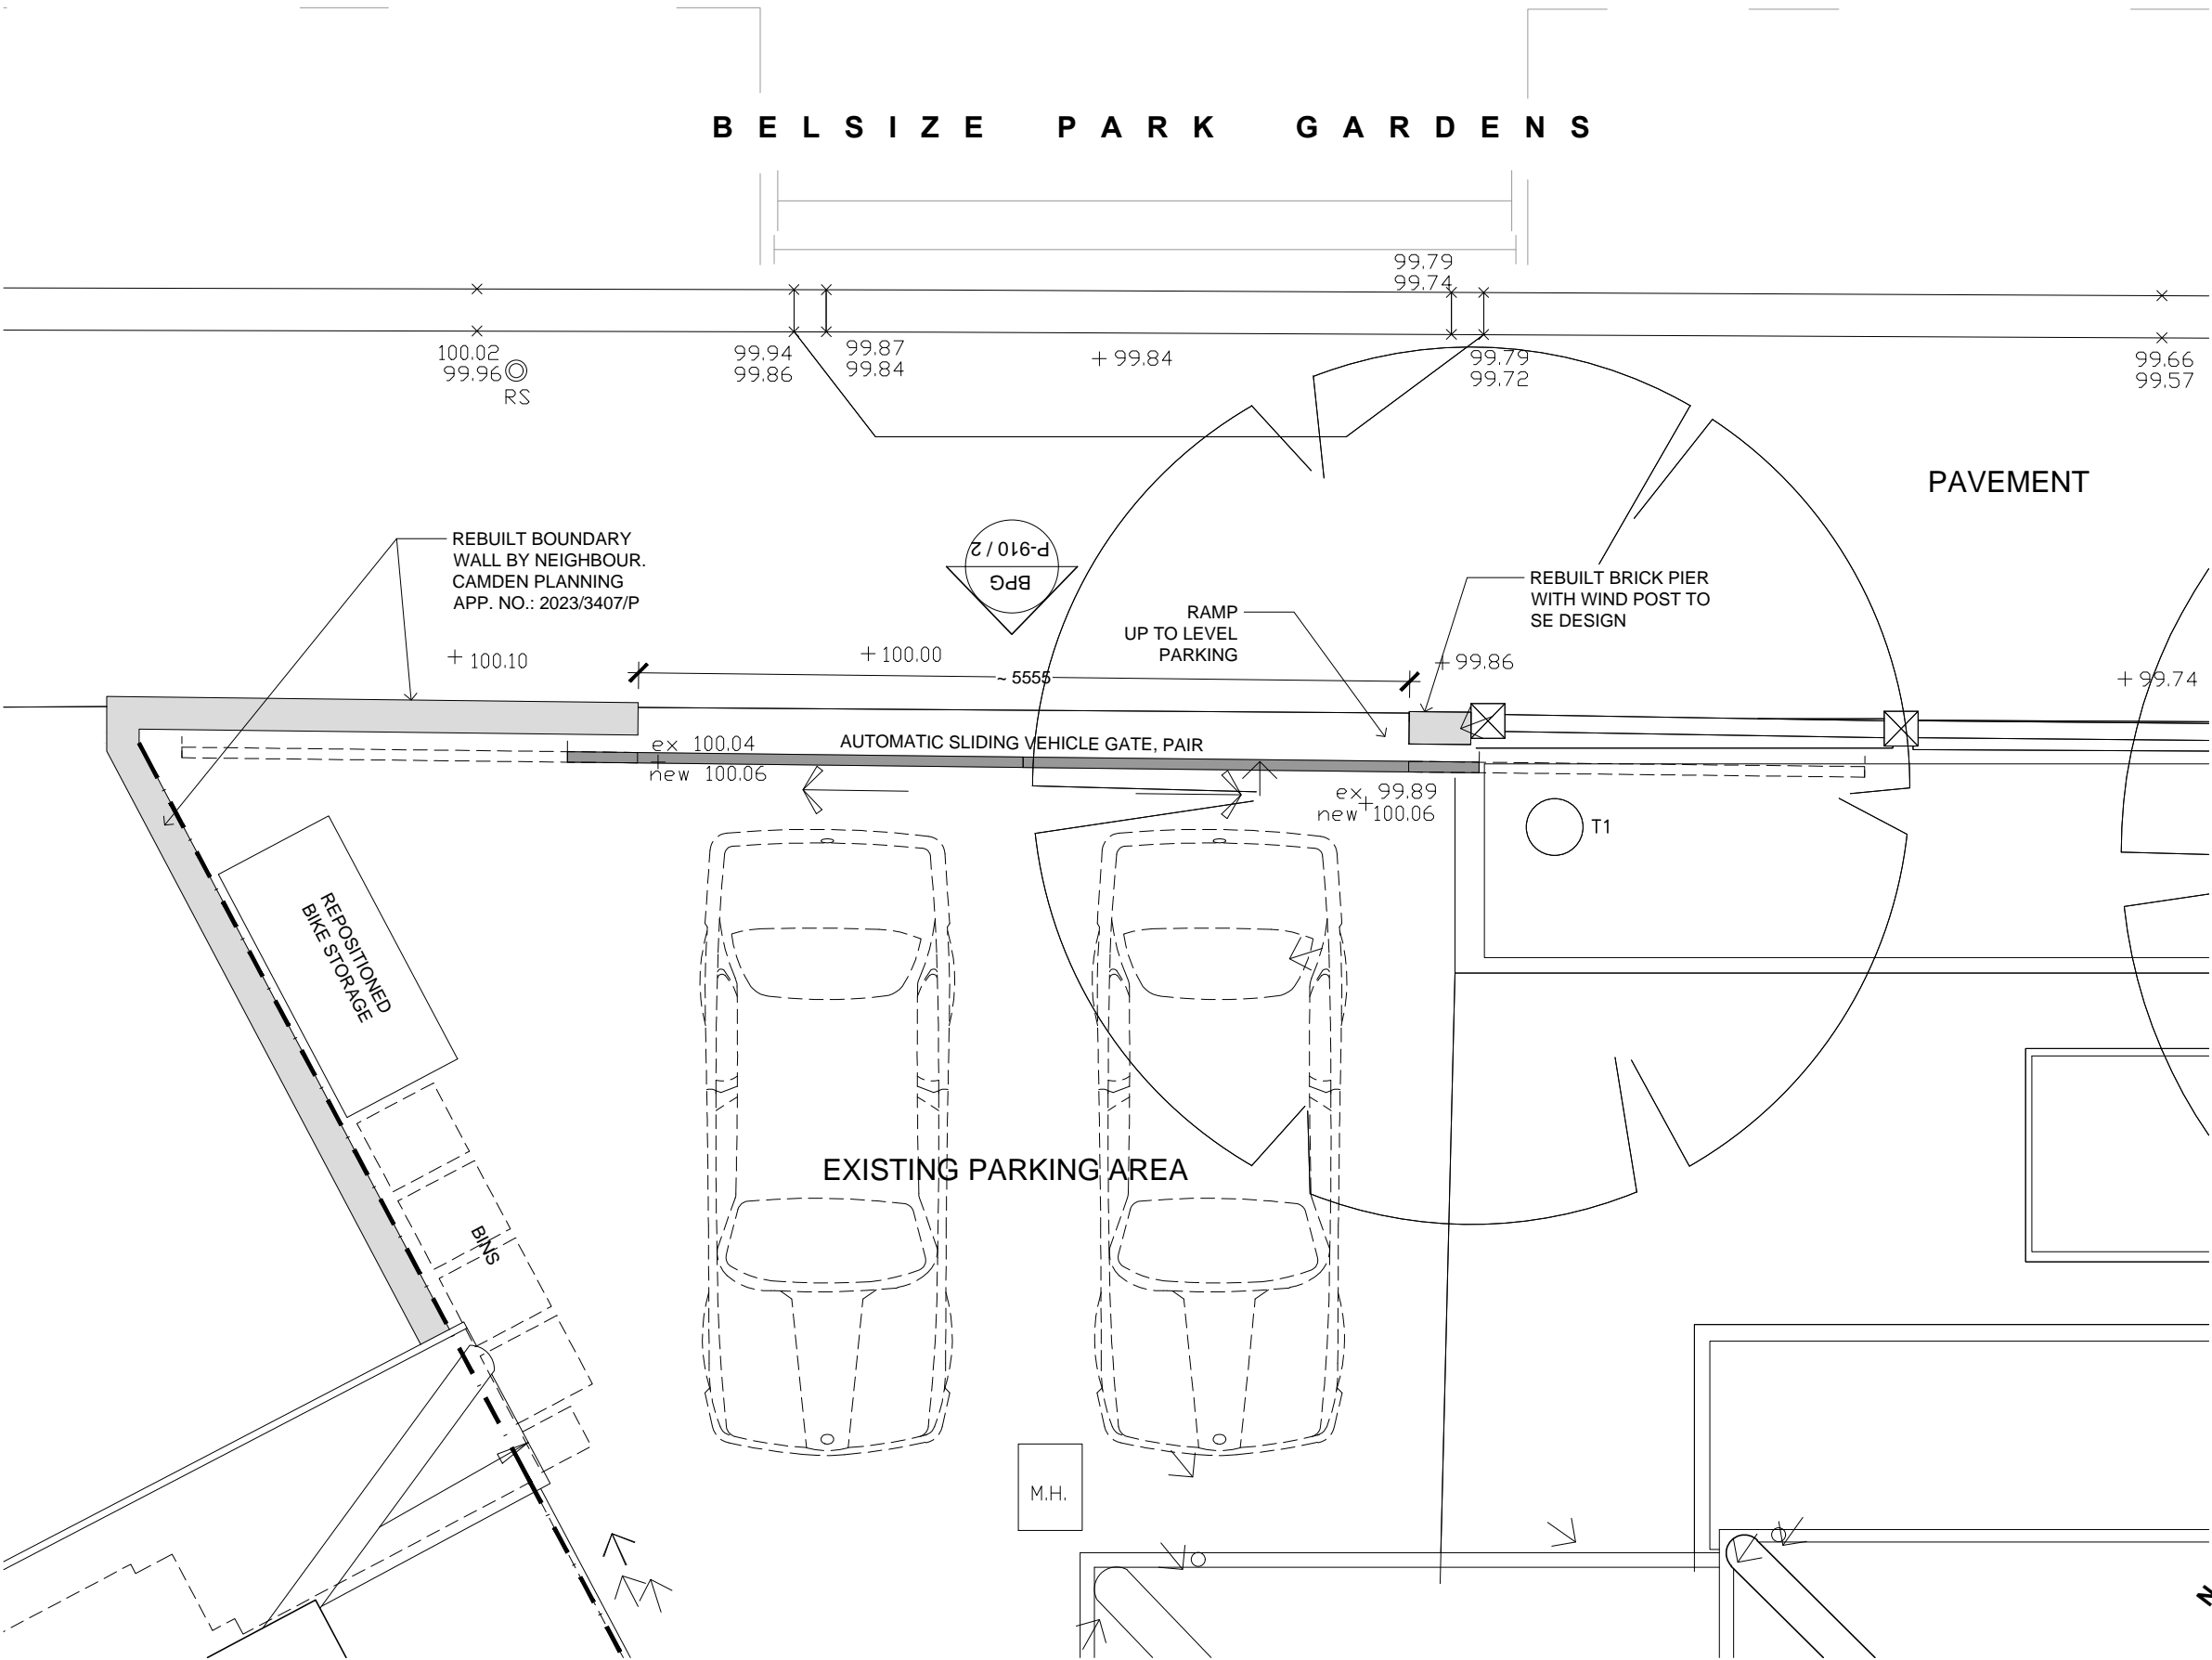 BELSIZE PARK GARDENS
99.79
99.74
100.02
99.96
RS
99.94
99.86
99.87
99.84
+ 99.84
99.79
99.72
99.66
99.57
PAVEMENT
REBUILT BOUNDARY
WALL BY NEIGHBOUR.
CAMDEN PLANNING
APP. NO.: 2023/3407/P
P-910 / 2
BPG
REBUILT BRICK PIER
WITH WIND POST TO
SE DESIGN
RAMP
UP TO LEVEL
PARKING
+ 100.10
+ 100.00
+ 99.86
~ 5555
+ 99.74
ex 100.04
new 100.06
AUTOMATIC SLIDING VEHICLE GATE, PAIR
ex 99.89
new 100.06
T1
REPOSITIONED
BIKE STORAGE
EXISTING PARKING AREA
BINS
M.H.
N